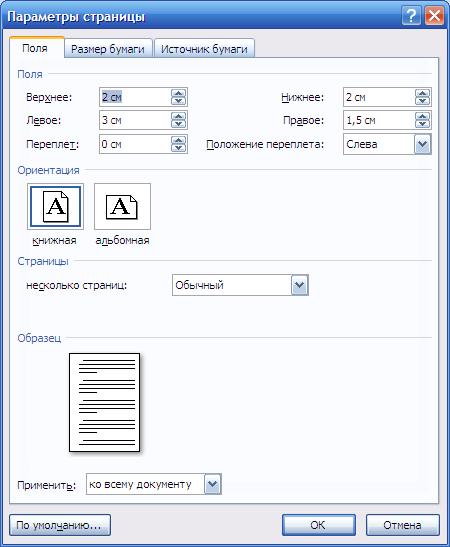 Параметры страницы
Поля Размер бумаги Источник бумаги
Поля
Верхнее: 2 см Нижнее: 2 см
Левое: 3 см Правое: 1,5 см
Переплет: 0 см Положение переплета: Слева
Ориентация
A A
книжная альбомная
Страницы
несколько страниц: Обычный
Образец
Применить: ко всему документу
По умолчанию... ОК Отмена